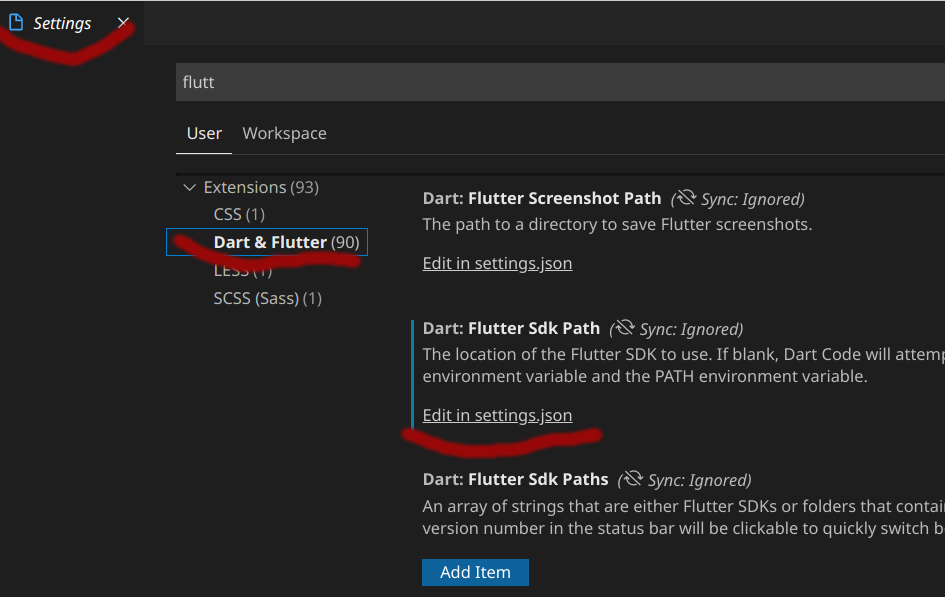 Settings
flutt
User Workspace
Extensions (93)
CSS (1)
Dart & Flutter (90)
LESS (1)
SCSS (Sass) (1)
Dart: Flutter Screenshot Path (Sync: Ignored)
The path to a directory to save Flutter screenshots.
Edit in settings.json
Dart: Flutter Sdk Path (Sync: Ignored)
The location of the Flutter SDK to use. If blank, Dart Code will attemp
environment variable and the PATH environment variable.
Edit in settings.json
Dart: Flutter Sdk Paths (Sync: Ignored)
An array of strings that are either Flutter SDKs or folders that contai
version number in the status bar will be clickable to quickly switch b
Add Item